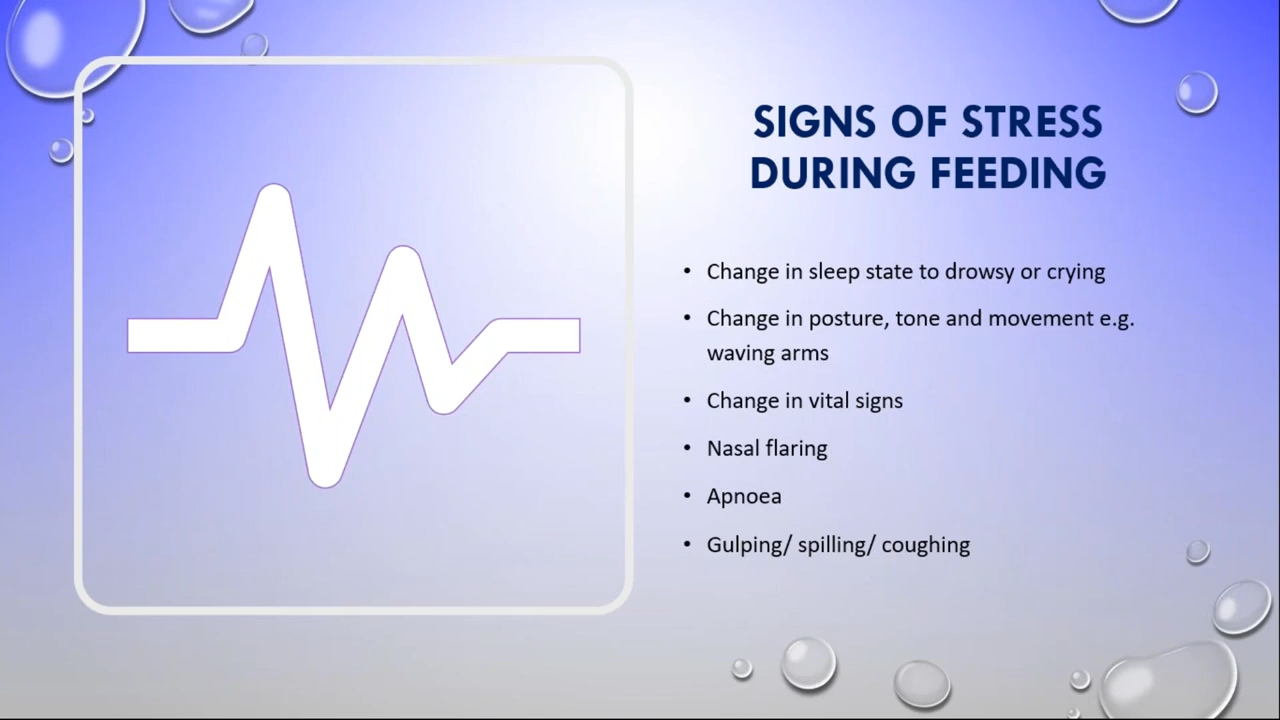 SIGNS OF STRESS
DURING FEEDING
• Change in sleep state to drowsy or crying
• Change in posture, tone and movement e.g.
waving arms
• Change in vital signs
• Nasal flaring
• Apnoea
• Gulping/ spilling/ coughing